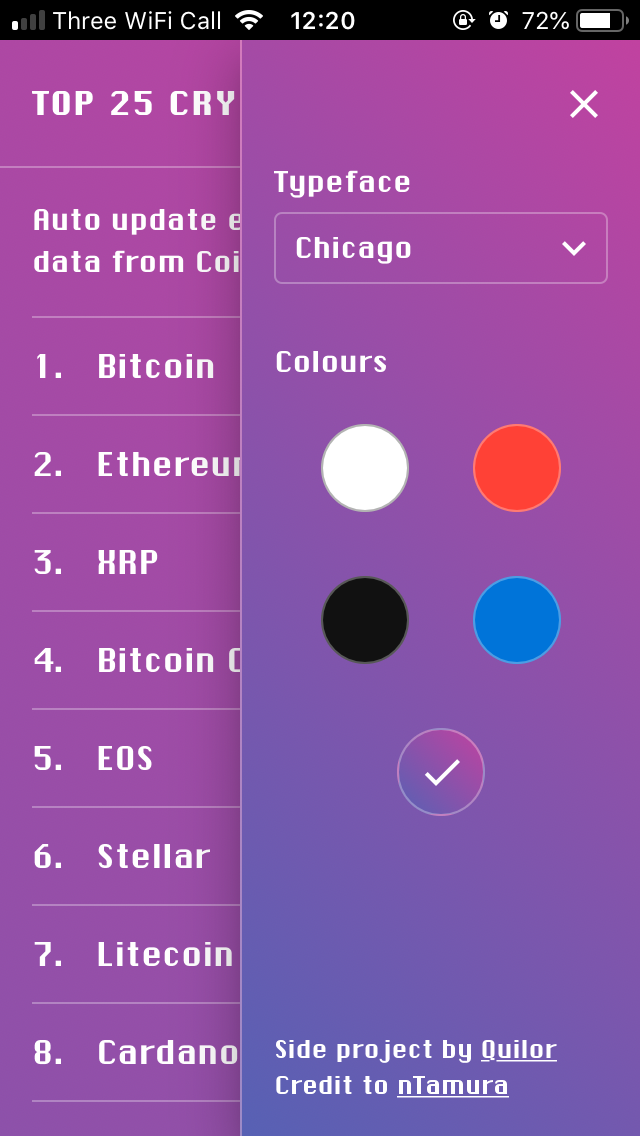 Three WiFi Call 12:20 72%
TOP 25 CRY
Auto update e
data from Coi
1. Bitcoin
2. Ethereu
3. XRP
4. Bitcoin
5. EOS
6. Stellar
7. Litecoin
8. Cardano
Typeface
Chicago
Colours
Side project by Quilor
Credit to nTamura